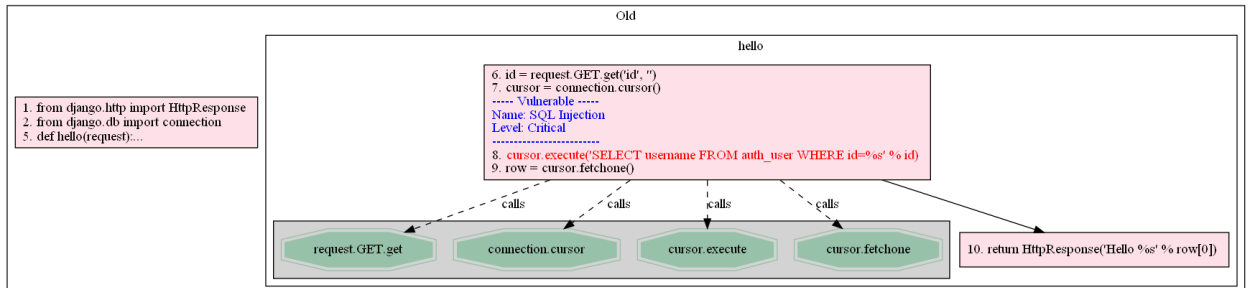 Old
hello
1. from django.http import HttpResponse
2. from django.db import connection
5. def hello(request):...
6. id = request.GET.get('id', '')
7. cursor = connection.cursor()
----- Vulnerable -----
Name: SQL Injection
Level: Critical
-------------------------
8. cursor.execute('SELECT username FROM auth_user WHERE id=%s' % id)
9. row = cursor.fetchone()
calls
calls
calls
calls
request.GET.get
connection.cursor
cursor.execute
cursor.fetchone
10. return HttpResponse('Hello %s' % row[0])